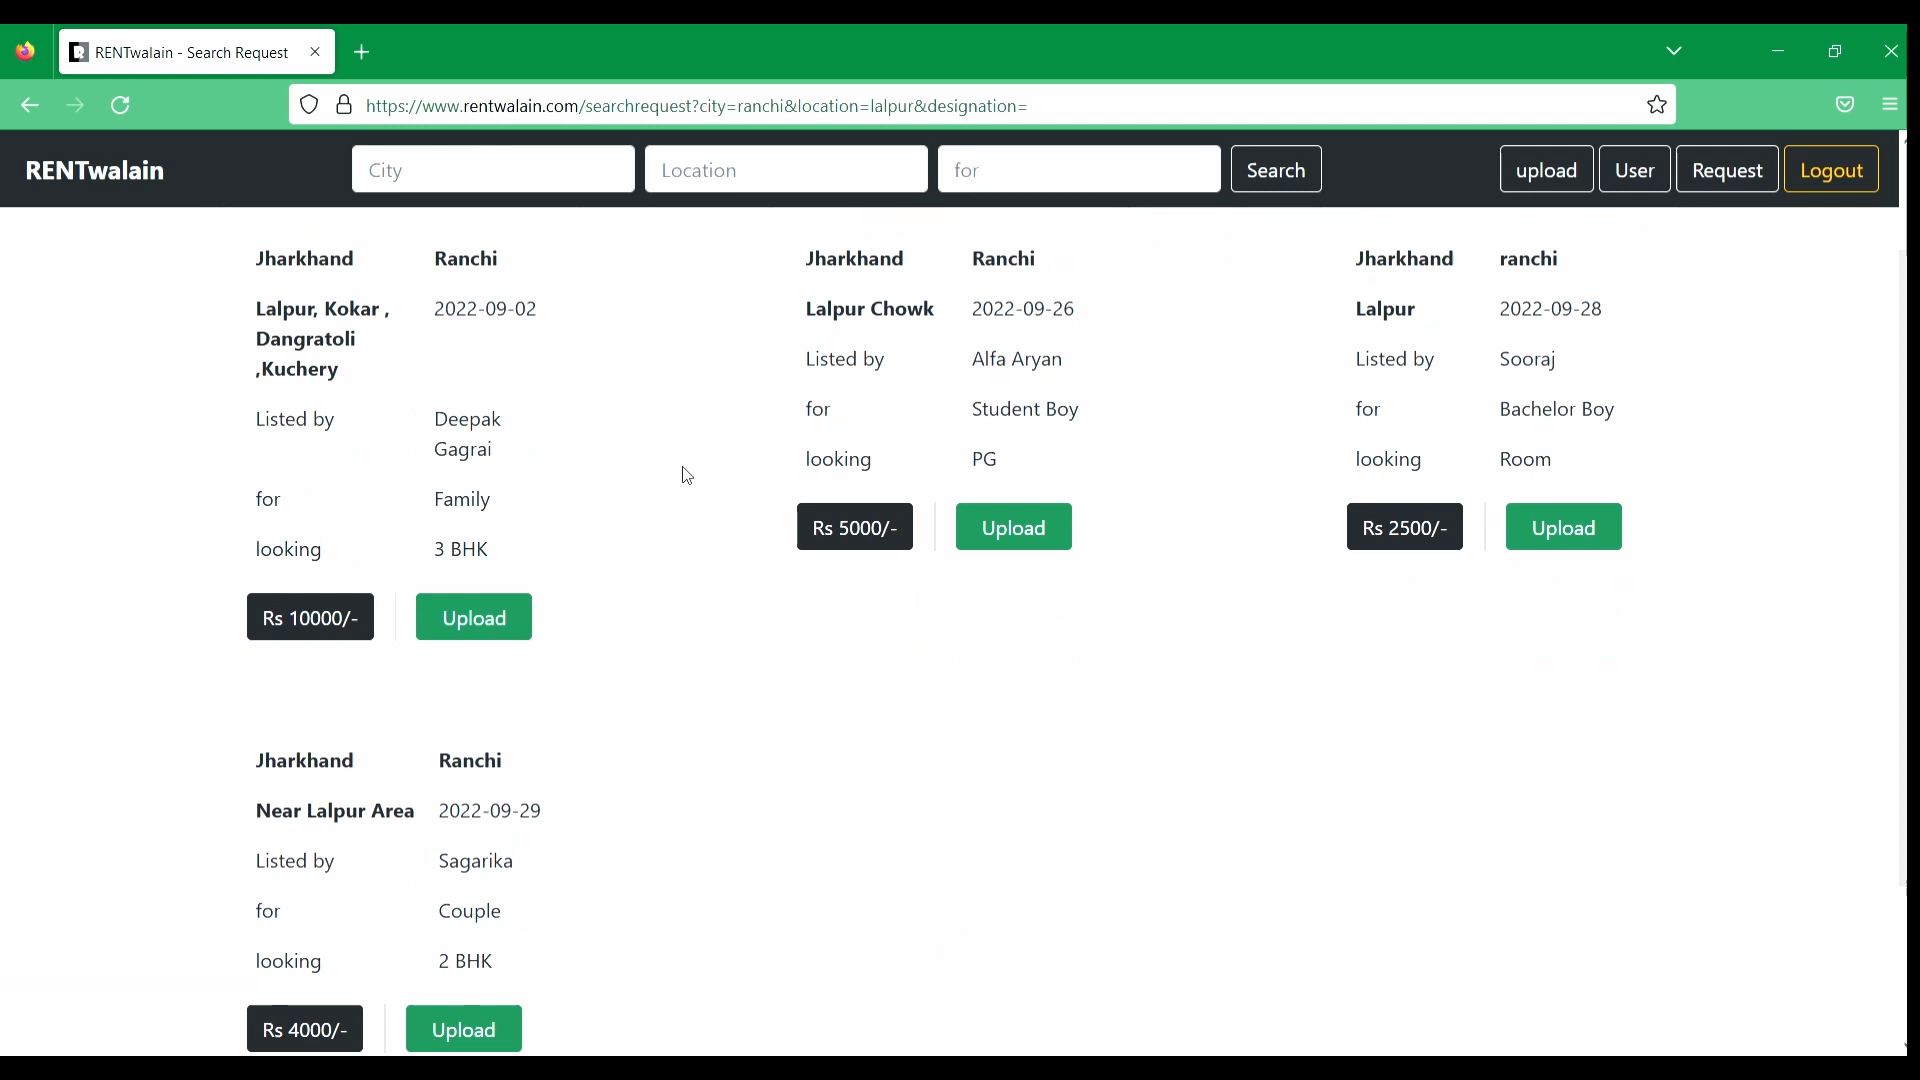 RENTwalain - Search Request
https://www.rentwalain.com/searchrequest?city=ranchi&location=lalpur&designation=
RENTwalain City Location for Search upload User Request Logout
Jharkhand Ranchi
Lalpur, Kokar , 2022-09-02
Dangratoli
,Kuchery
Listed by Deepak
Gagrai
for Family
looking 3 BHK
Rs 10000/- Upload
Jharkhand Ranchi
Lalpur Chowk 2022-09-26
Listed by Alfa Aryan
for Student Boy
looking PG
Rs 5000/- Upload
Jharkhand ranchi
Lalpur 2022-09-28
Listed by Sooraj
for Bachelor Boy
looking Room
Rs 2500/- Upload
Jharkhand Ranchi
Near Lalpur Area 2022-09-29
Listed by Sagarika
for Couple
looking 2 BHK
Rs 4000/- Upload